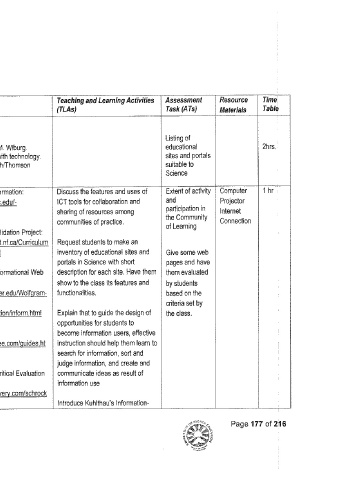 Teaching and Learning Activities
(TLAs)
Assessment
Task (ATs)
Resource
Materials
Time
Table
M. Wiburg.
ith technology.
h/Thomson
Listing of
educational
sites and portals
suitable to
Science
2hrs.
ormation:
c.edu/-
lidation Project:
t.nf.ca/Curriculum
ormational Web
er.edu/Wolfgram-
tion/inform.html
ee.com/guides.ht
ritical Evaluation
very.com/schrock
Discuss the features and uses of
ICT tools for collaboration and
sharing of resources among
communities of practice.
Request students to make an
inventory of educational sites and
portals in Science with short
description for each site. Have them
show to the class its features and
functionalities.
Explain that to guide the design of
opportunities for students to
become information users, effective
instruction should help them learn to
search for information, sort and
judge information, and create and
communicate ideas as result of
information use
Introduce Kuhlthau's Information-
Extent of activity
and
participation in
the Community
of Learning
Give some web
pages and have
them evaluated
by students
based on the
criteria set by
the class.
Computer
Projector
Internet
Connection
1 hr
Page 177 of 216